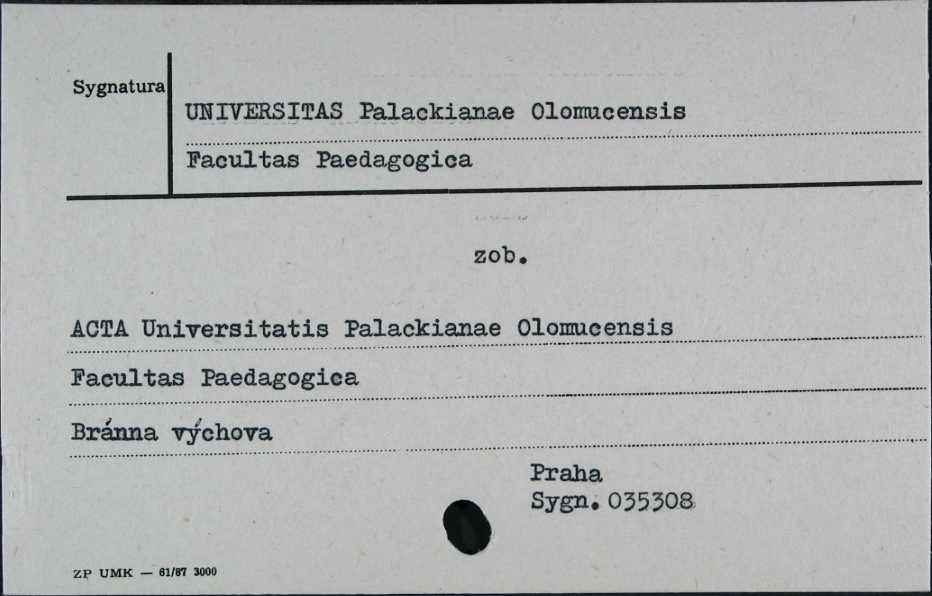 Sygnatura
UNIVERSITAS Palackianae Olomucensis
Facultas Paedagogica
zob.
ACTA Universitatis Palackianae Olomucensis
Facultas Paedagogica
Bránna výchova
Praha
Sygn. 035308
ZP UMK — 61/87 3000